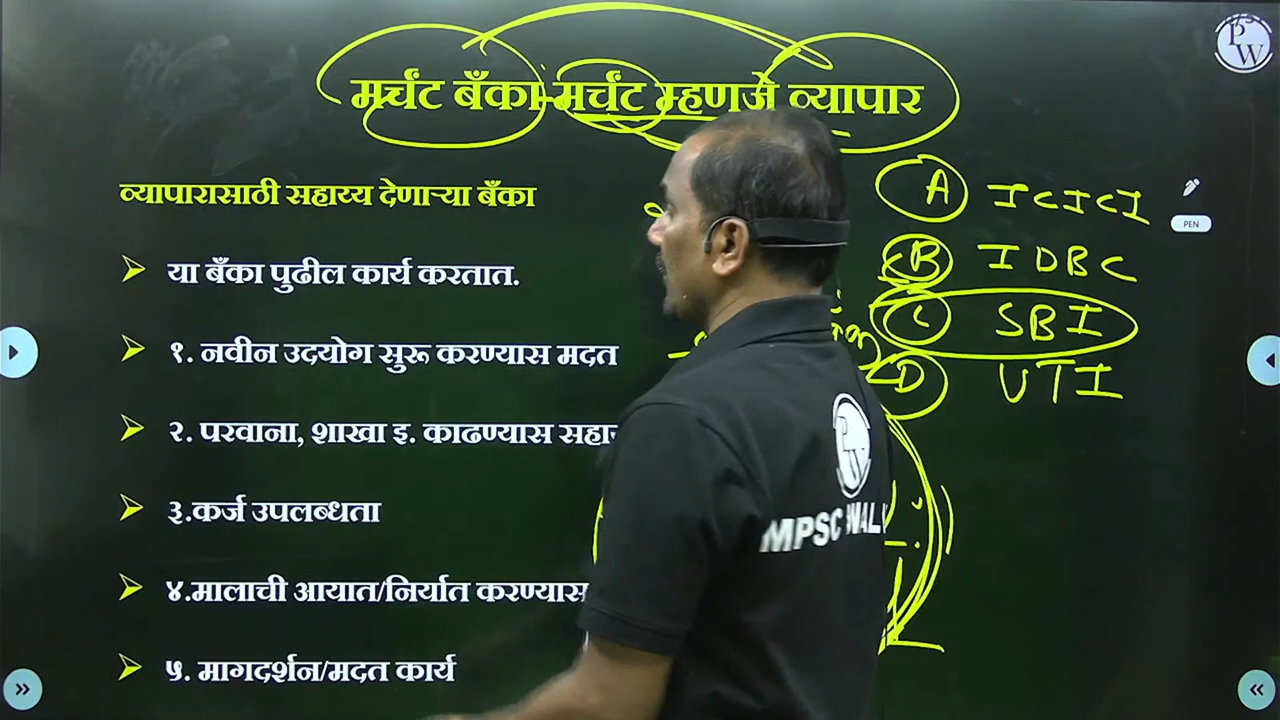 मर्चंट बँका-मर्चंट म्हणजे व्यापार
व्यापारासाठी सहाय्य देणाऱ्या बँका
या बँका पुढील कार्य करतात.
१. नवीन उदयोग सुरू करण्यास मदत
२. परवाना, शाखा इ. काढण्यास
३.कर्ज उपलब्धता
४.मालाची आयात/निर्यात करण्यास
५. मागदर्शन/मदत कार्य
A ICICI
B IDBC
C SBI
D UTI
PEN
PW
MPSC